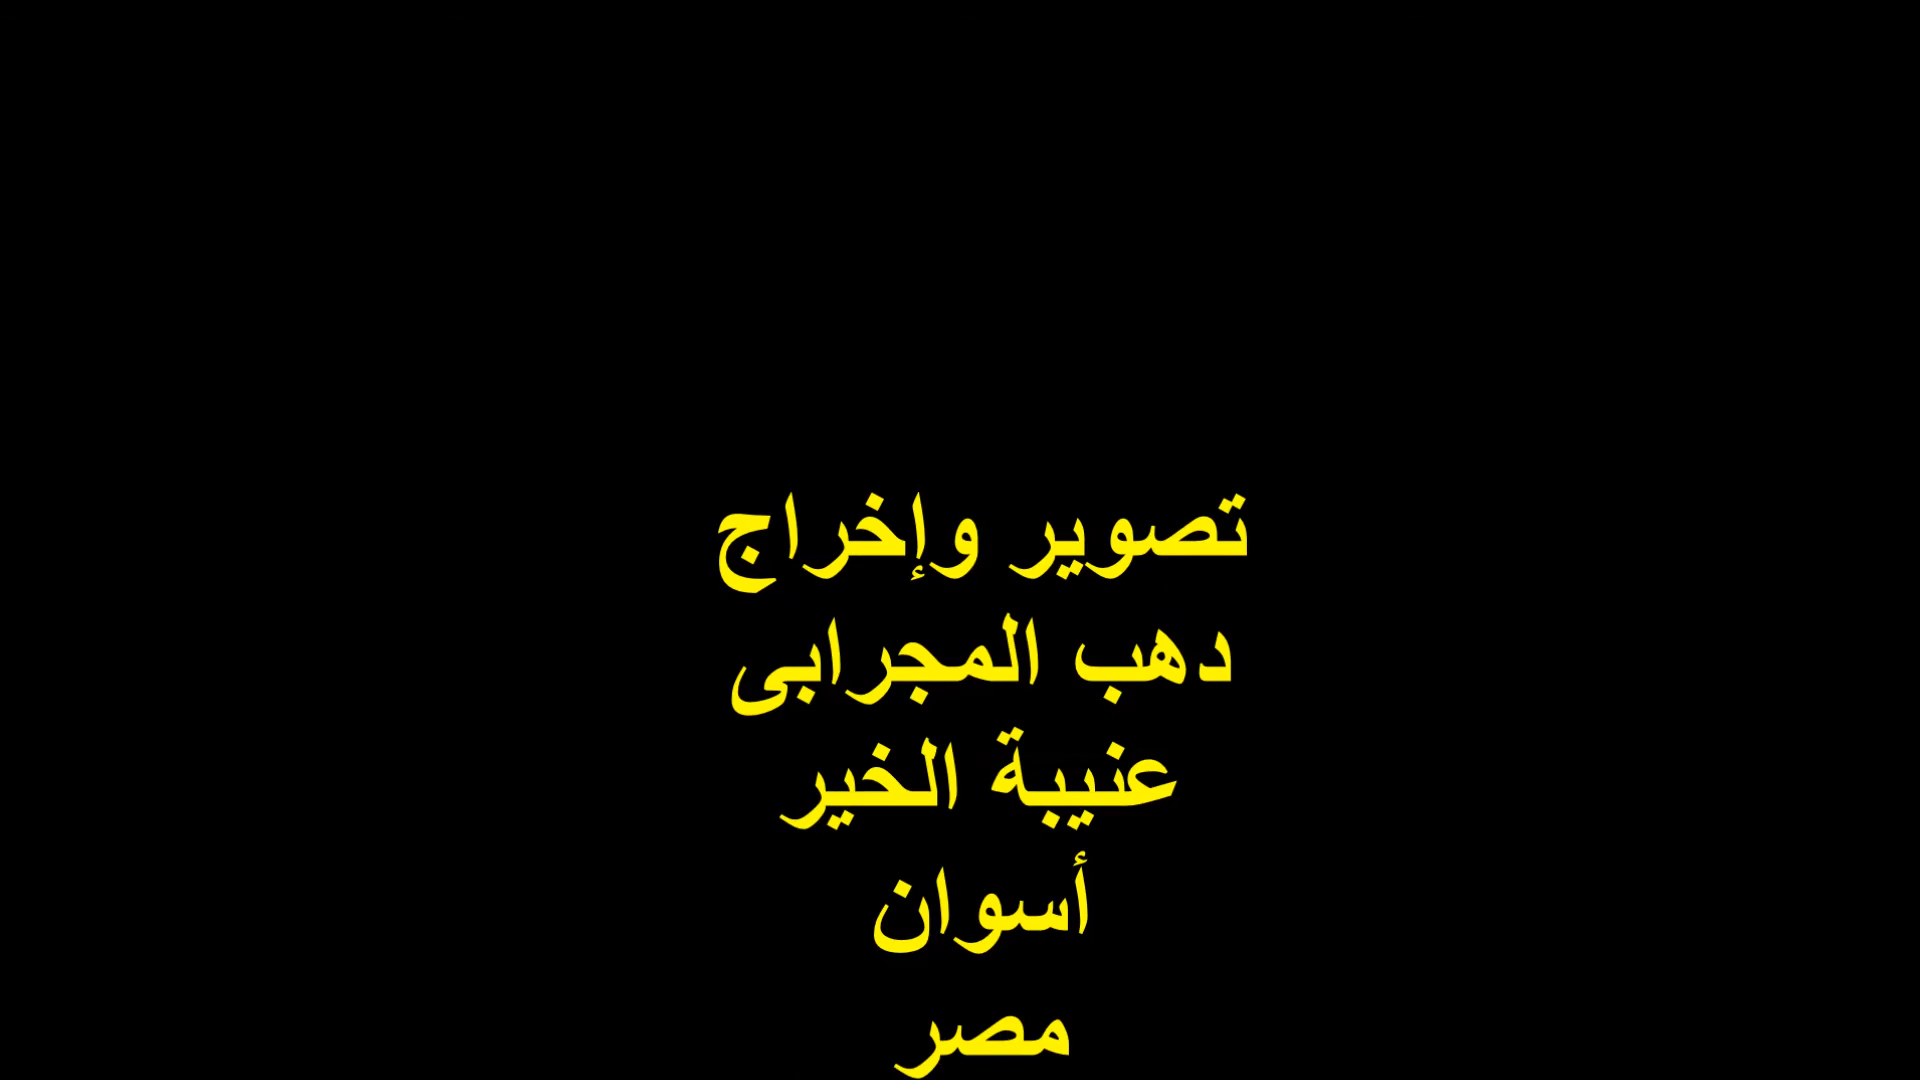 تصوير وإخراج
دهب المجرابى
عنيبة الخير
أسوان
مصر